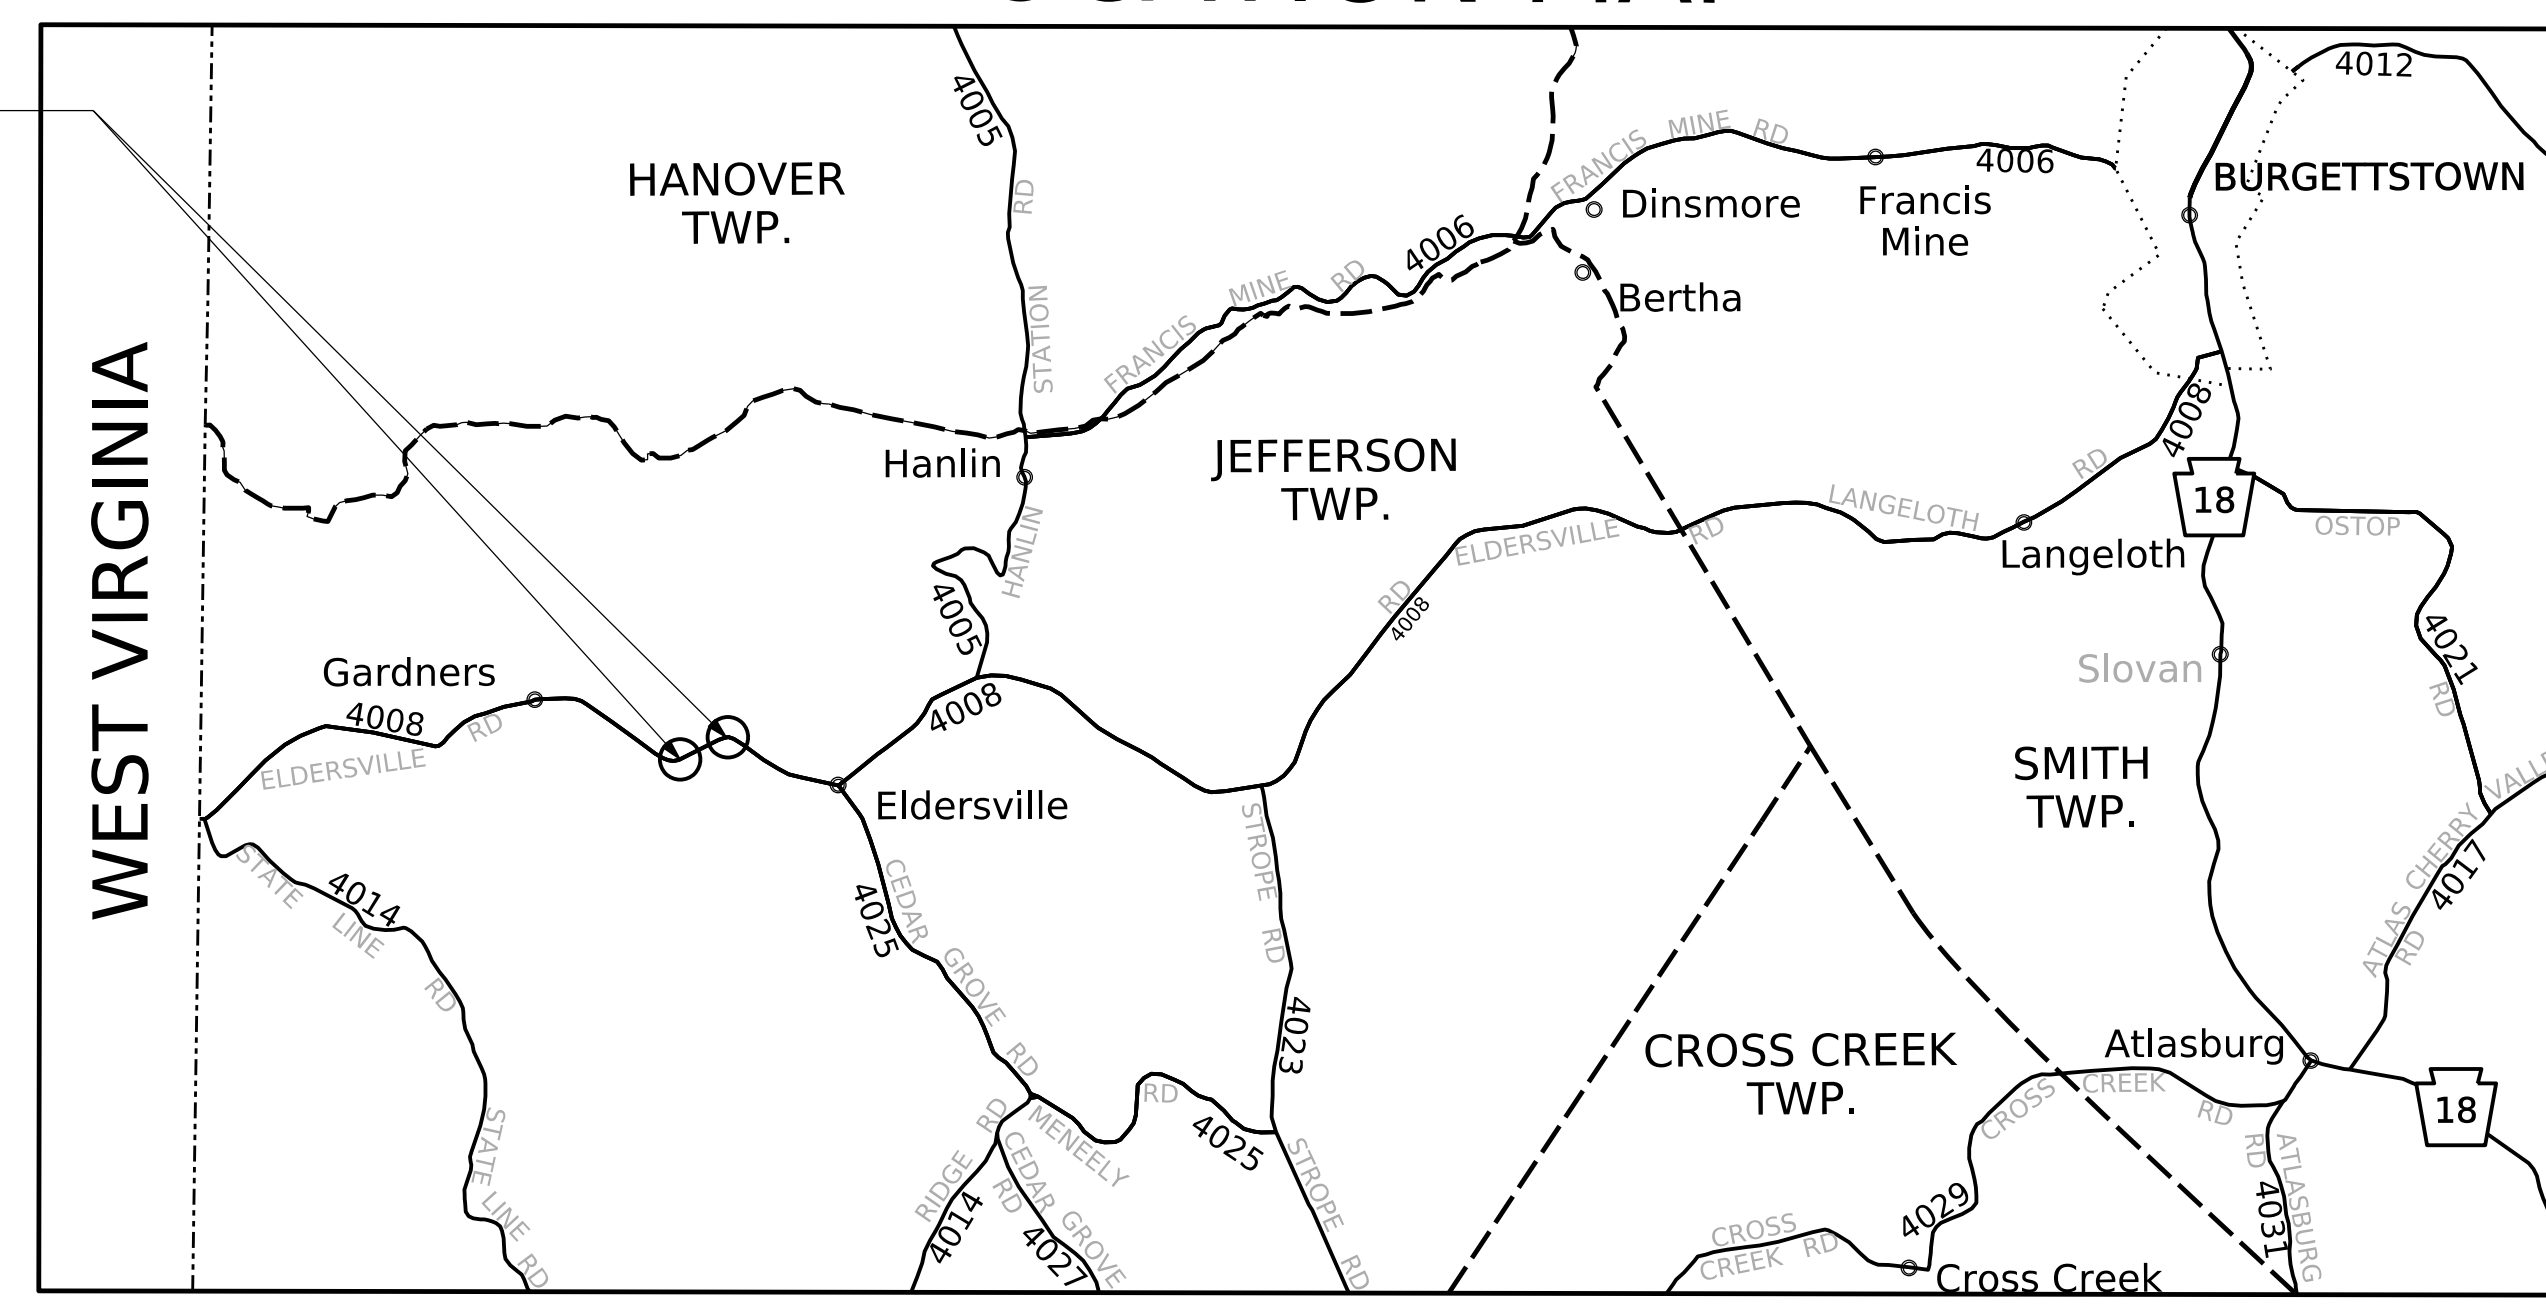 4012
4005
FRANCIS MINE RD
4006
HANOVER
TWP.
BURGETTSTOWN
RD
Dinsmore
Francis
Mine
4006
MINE RD
STATION
Bertha
FRANCIS
WEST VIRGINIA
4008
Hanlin
JEFFERSON
TWP.
RD
18
LANGELOTH
OSTOP
ELDERSVILLE RD
Langeloth
HANLIN
RD
4008
4005
4021
Gardners
Slovan
4008
RD
4008
RD
ELDERSVILLE
SMITH
TWP.
Eldersville
STROPE
ATLAS CHERRY VALLE
4017
RD
STATE
4014
LINE
CEDAR
4025
RD
RD
GROVE
4023
CROSS CREEK
TWP.
Atlasburg
RD
RD
CREEK
CROSS
RD
18
STATE
RD
MENEELY
4025
CEDAR
RD
RIDGE
STROPE
RD
ATLASBURG
4031
4029
LINE
4014
4027
GROVE
CROSS
CREEK RD
RD
RD
Cross Creek